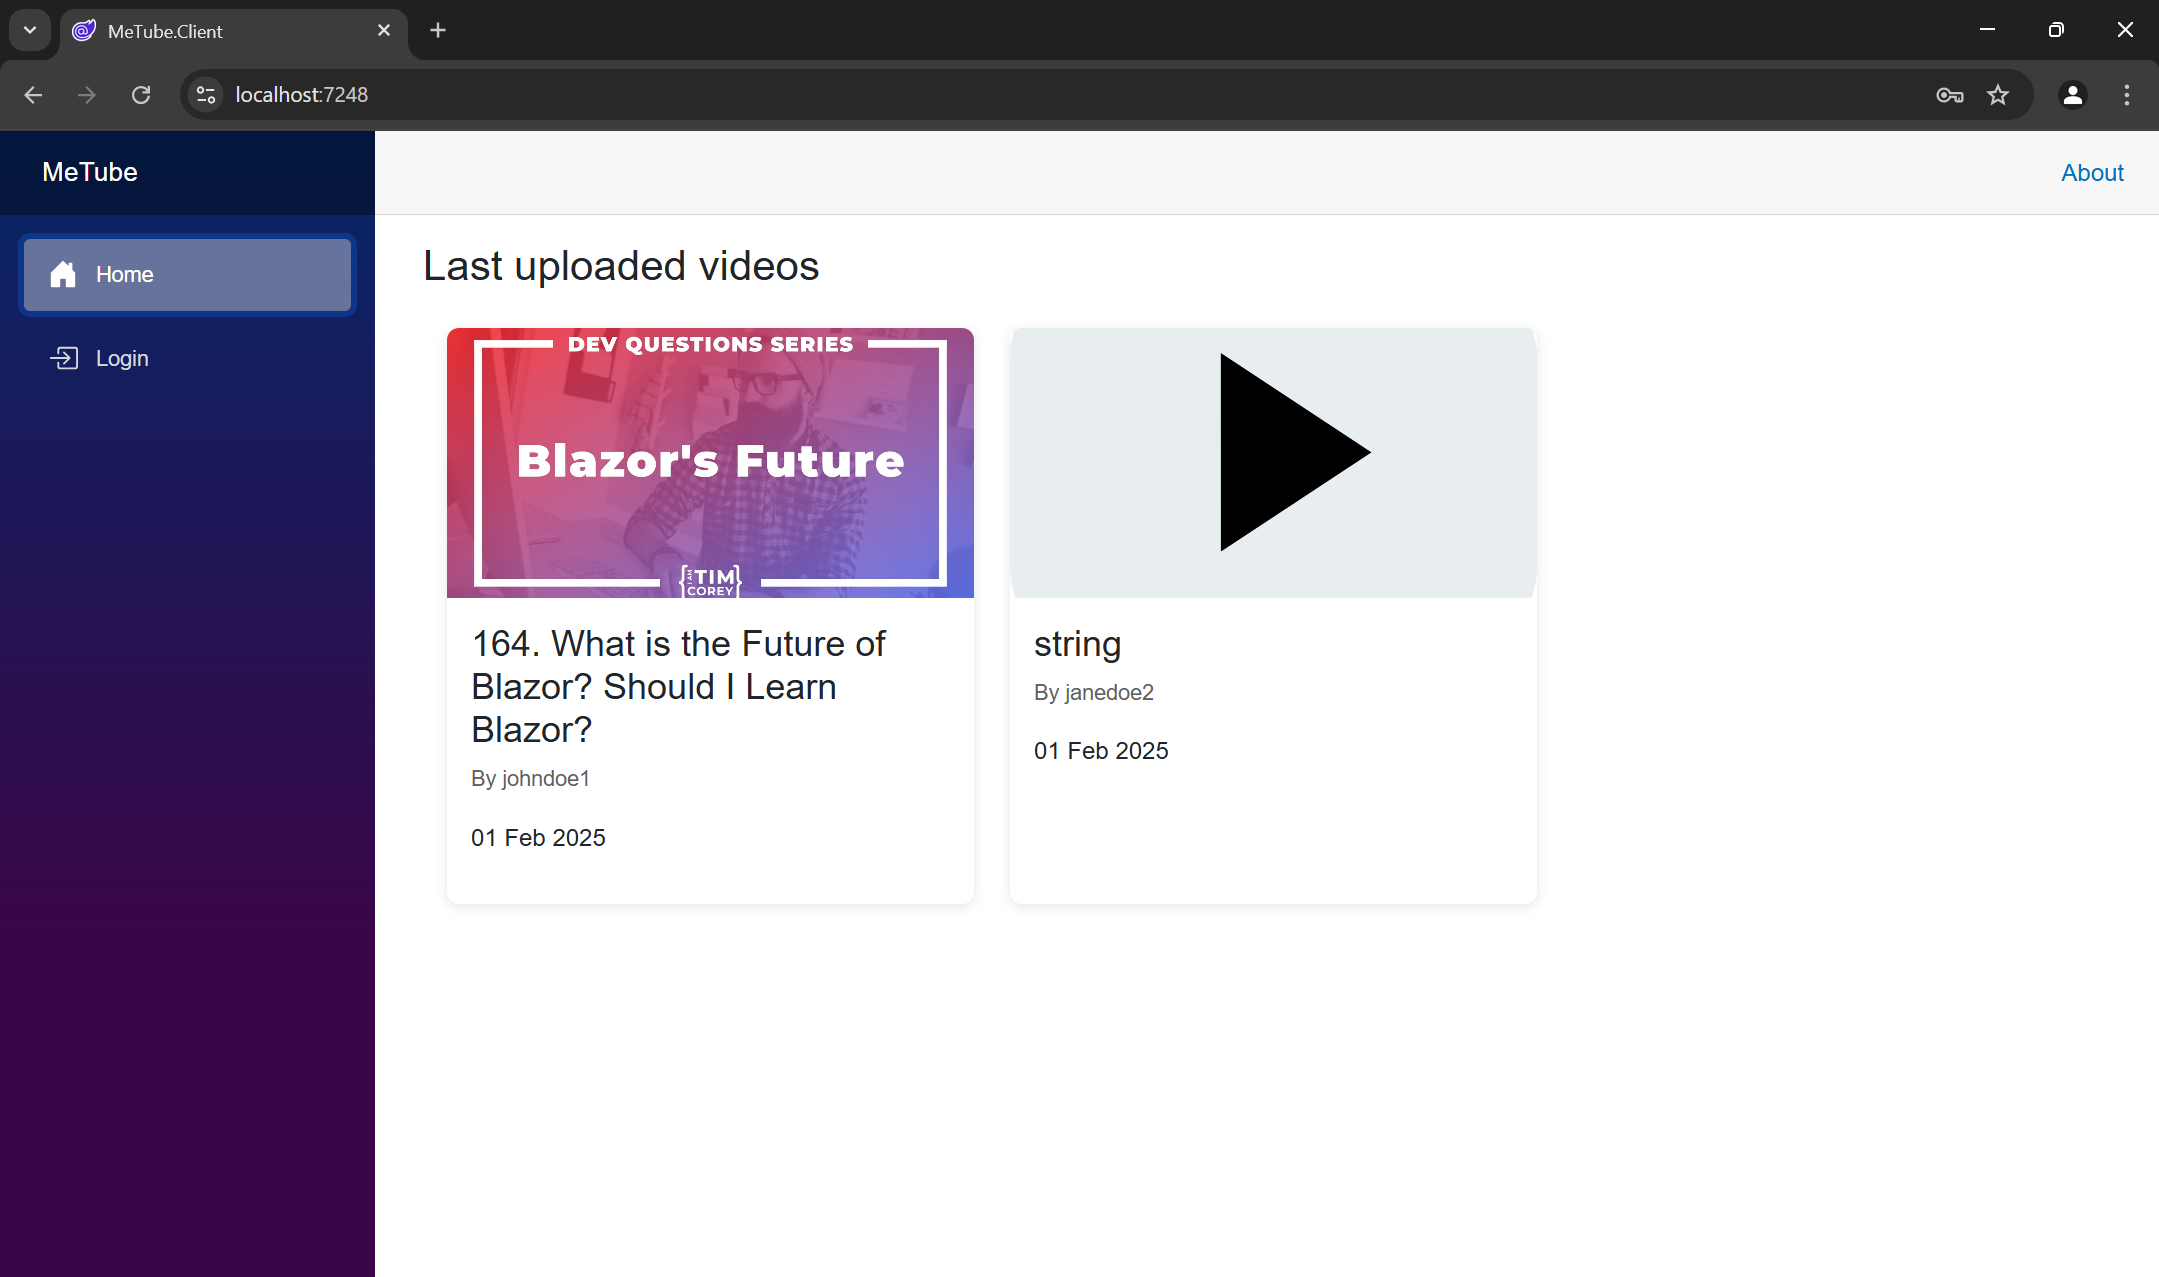 MeTube.Client
localhost:7248
MeTube
About
Home
Login
Last uploaded videos
DEV QUESTIONS SERIES
Blazor's Future
{I AM TIM COREY}
164. What is the Future of
Blazor? Should I Learn
Blazor?
By johndoe1
01 Feb 2025
string
By janedoe2
01 Feb 2025